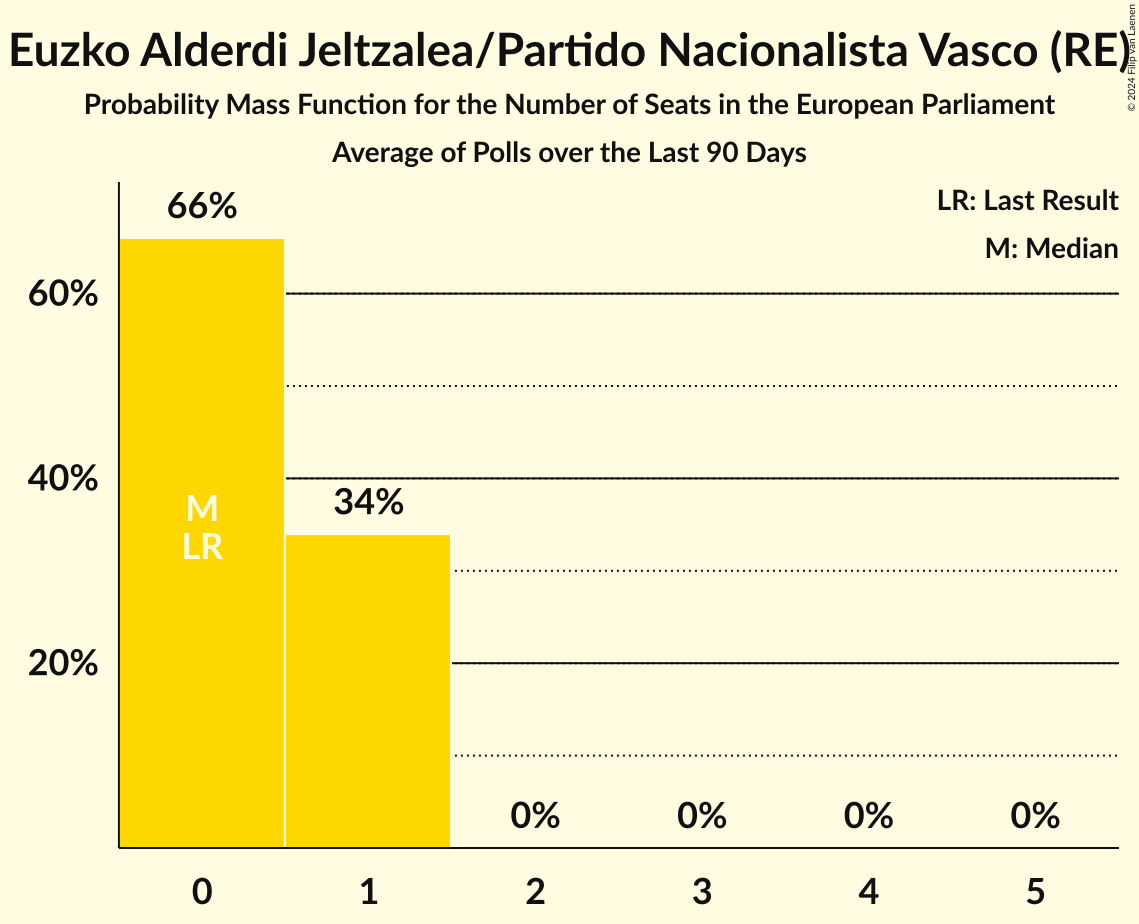 Euzko Alderdi Jeltzalea/Partido Nacionalista Vasco (RE)
© 2024 Filip van Laenen
Probability Mass Function for the Number of Seats in the European Parliament
Average of Polls over the Last 90 Days
LR: Last Result
M: Median
66%
60%
40%
34%
M
LR
20%
0% 0% 0% 0%
0 1 2 3 4 5